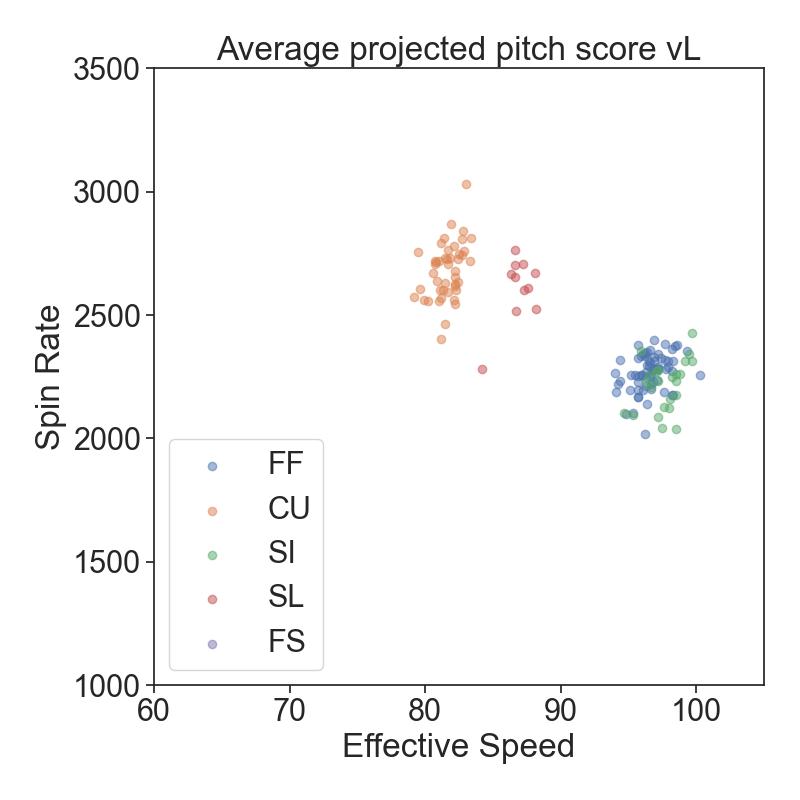 Average projected pitch score vL
3500
3000
2500
2000
1500
1000
Spin Rate
FF
CU
SI
SL
FS
60 70 80 90 100
Effective Speed